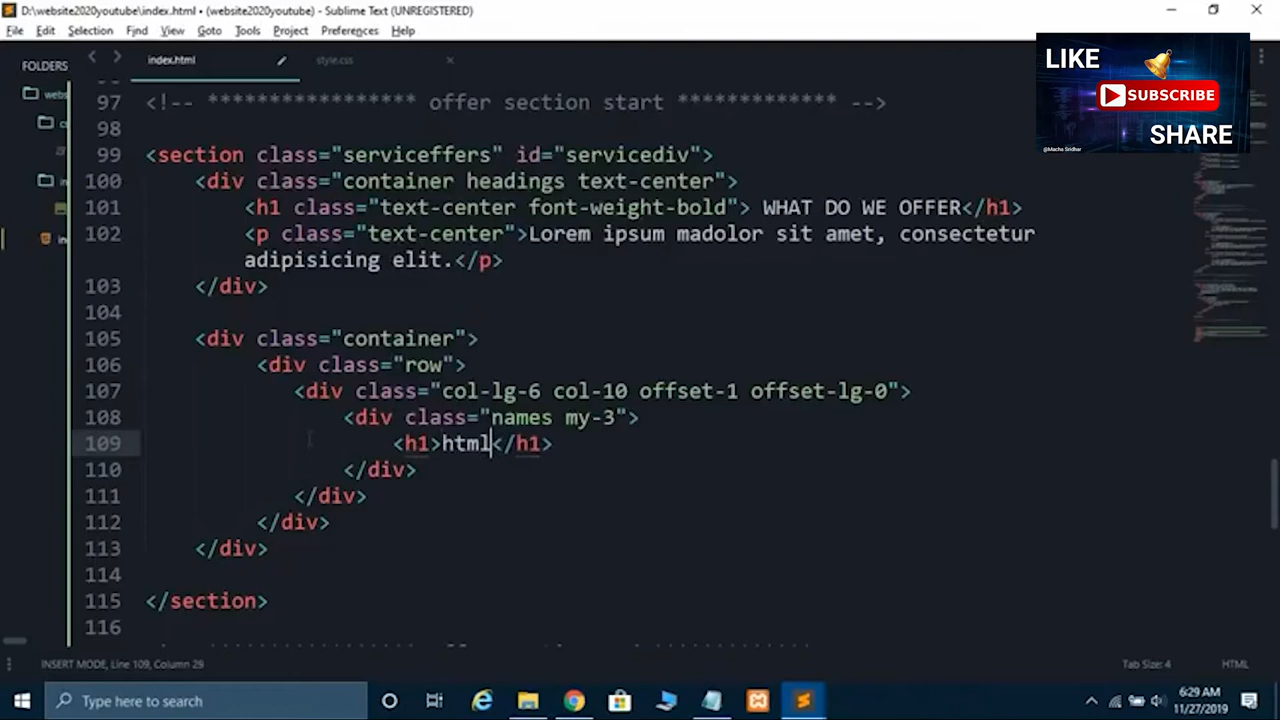 D:\website2020youtube\index.html • (website2020youtube) - Sublime Text (UNREGISTERED)
File Edit Selection Find View Goto Tools Project Preferences Help
FOLDERS
index.html
style.css
LIKE
SUBSCRIBE
SHARE
@Macha Sridhar
97 <!-- *************** offer section start ************* -->
98
99 <section class="serviceffers" id="servicediv">
100 <div class="container headings text-center">
101 <h1 class="text-center font-weight-bold"> WHAT DO WE OFFER</h1>
102 <p class="text-center">Lorem ipsum madolor sit amet, consectetur
adipisicing elit.</p>
103 </div>
104
105 <div class="container">
106 <div class="row">
107 <div class="col-lg-6 col-10 offset-1 offset-lg-0">
108 <div class="names my-3">
109 <h1>html</h1>
110 </div>
111 </div>
112 </div>
113 </div>
114
115 </section>
116
INSERT MODE, Line 109, Column 29
Tab Size: 4
HTML
Type here to search
6:29 AM
11/27/2019